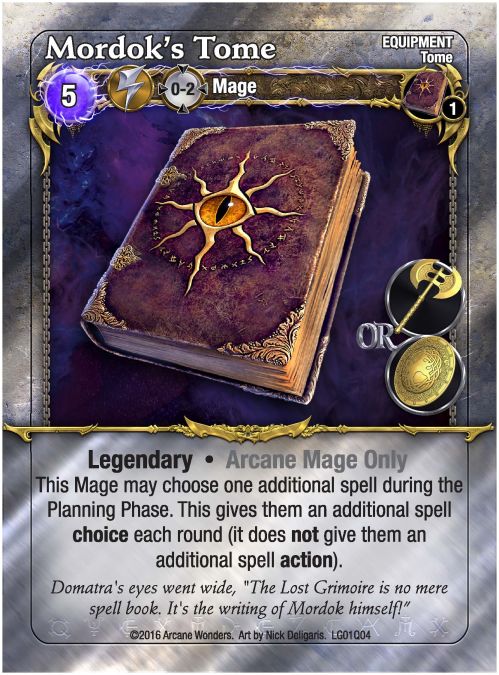 Mordok's Tome
EQUIPMENT
Tome
5
0-2
Mage
1
OR
Legendary • Arcane Mage Only
This Mage may choose one additional spell during the
Planning Phase. This gives them an additional spell
choice each round (it does not give them an
additional spell action).
Domatra's eyes went wide, "The Lost Grimoire is no mere
spell book. It's the writing of Mordok himself!"
©2016 Arcane Wonders. Art by Nick Deligaris. LG01Q04